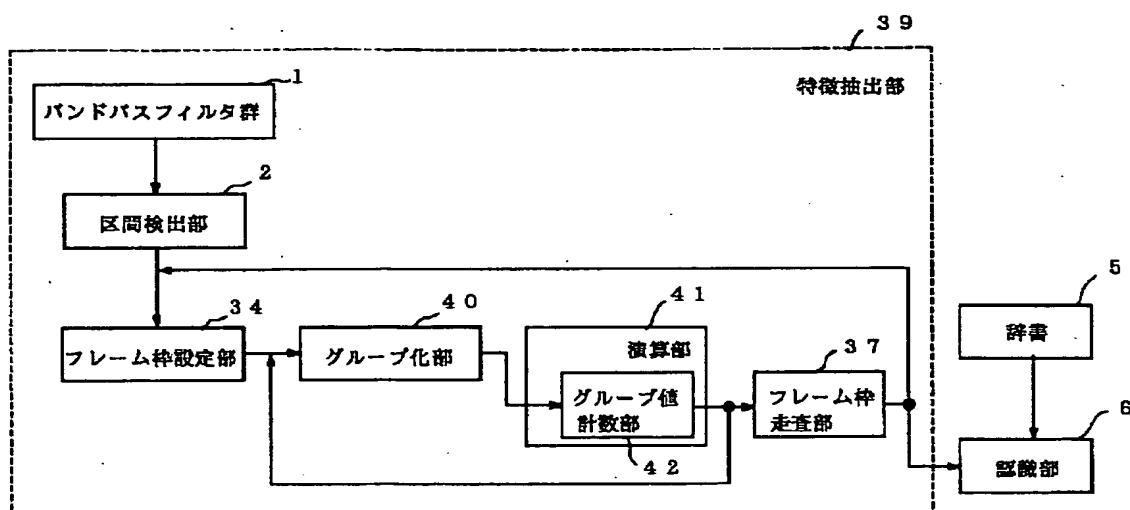 ３９
特徴抽出部
１
バンドパスフィルタ群
２
区間検出部
３４
フレーム枠設定部
４０
グループ化部
４１
演算部
グループ値
計数部
４２
３７
フレーム枠
走査部
５
辞書
６
認識部